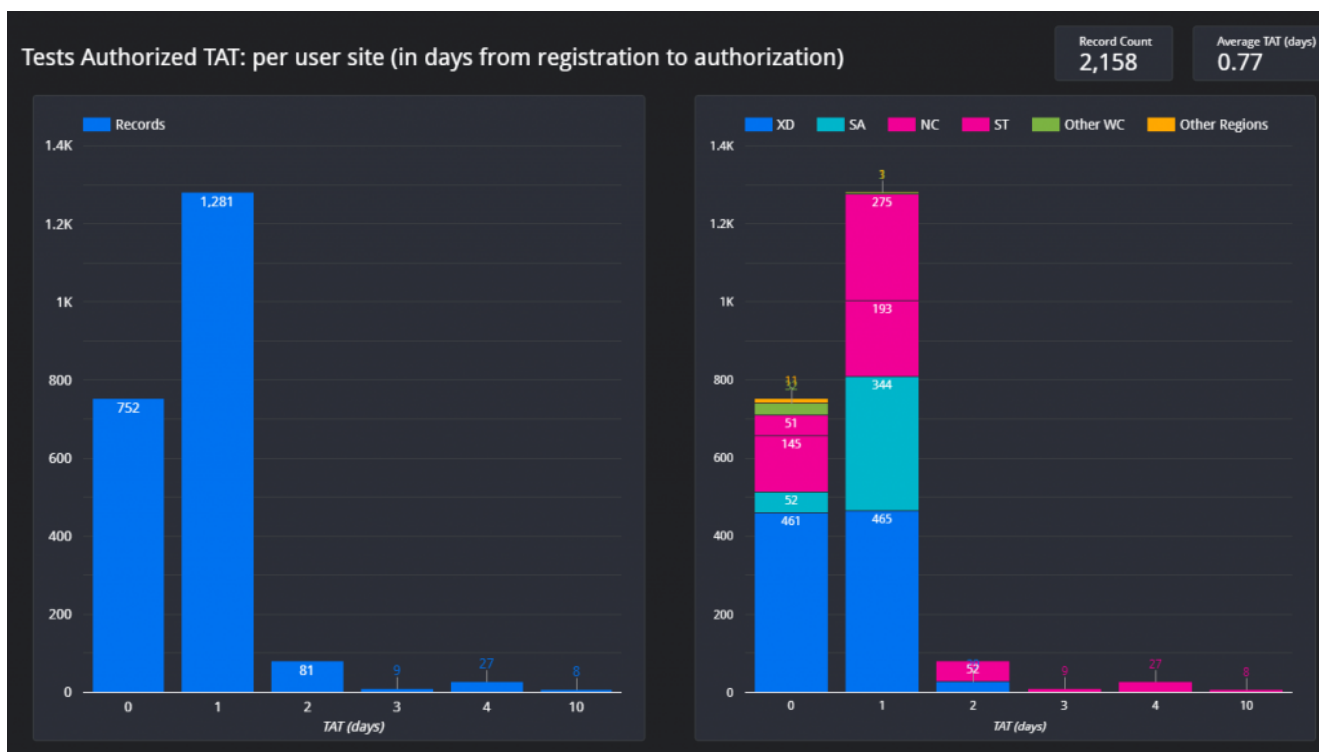 Tests Authorized TAT: per user site (in days from registration to authorization)
Record Count
2,158
Average TAT (days)
0.77
Records
1.4K
1.2K
1K
800
600
400
200
0
752
1,281
81
9
27
8
0 1 2 3 4 10
TAT (days)
XD SA NC ST Other WC Other Regions
1.4K
1.2K
1K
800
600
400
200
0
11
51
145
52
461
3
275
193
344
465
52
9
27
8
0 1 2 3 4 10
TAT (days)